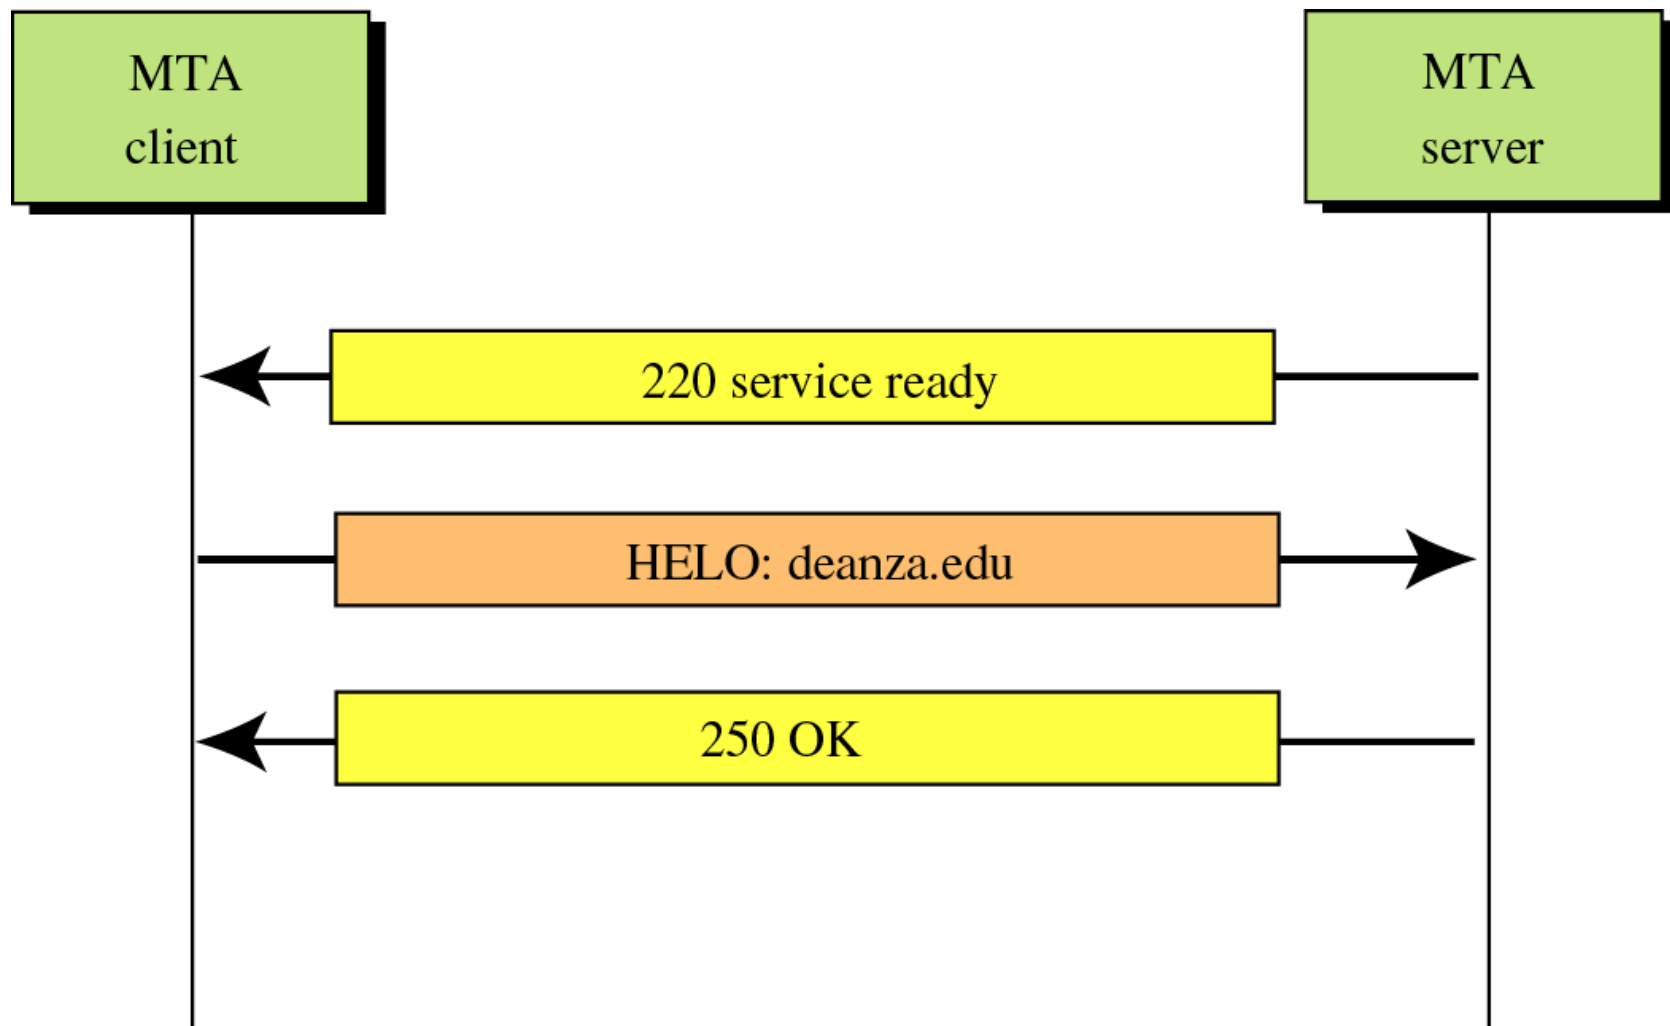 MTA
client
MTA
server
220 service ready
HELO: deanza.edu
250 OK